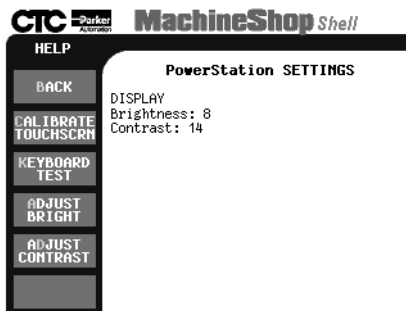 CTC Parker Automation MachineShop Shell
HELP
PowerStation SETTINGS
BACK
DISPLAY
Brightness: 8
Contrast: 14
CALIBRATE
TOUCHSCRN
KEYBOARD
TEST
ADJUST
BRIGHT
ADJUST
CONTRAST